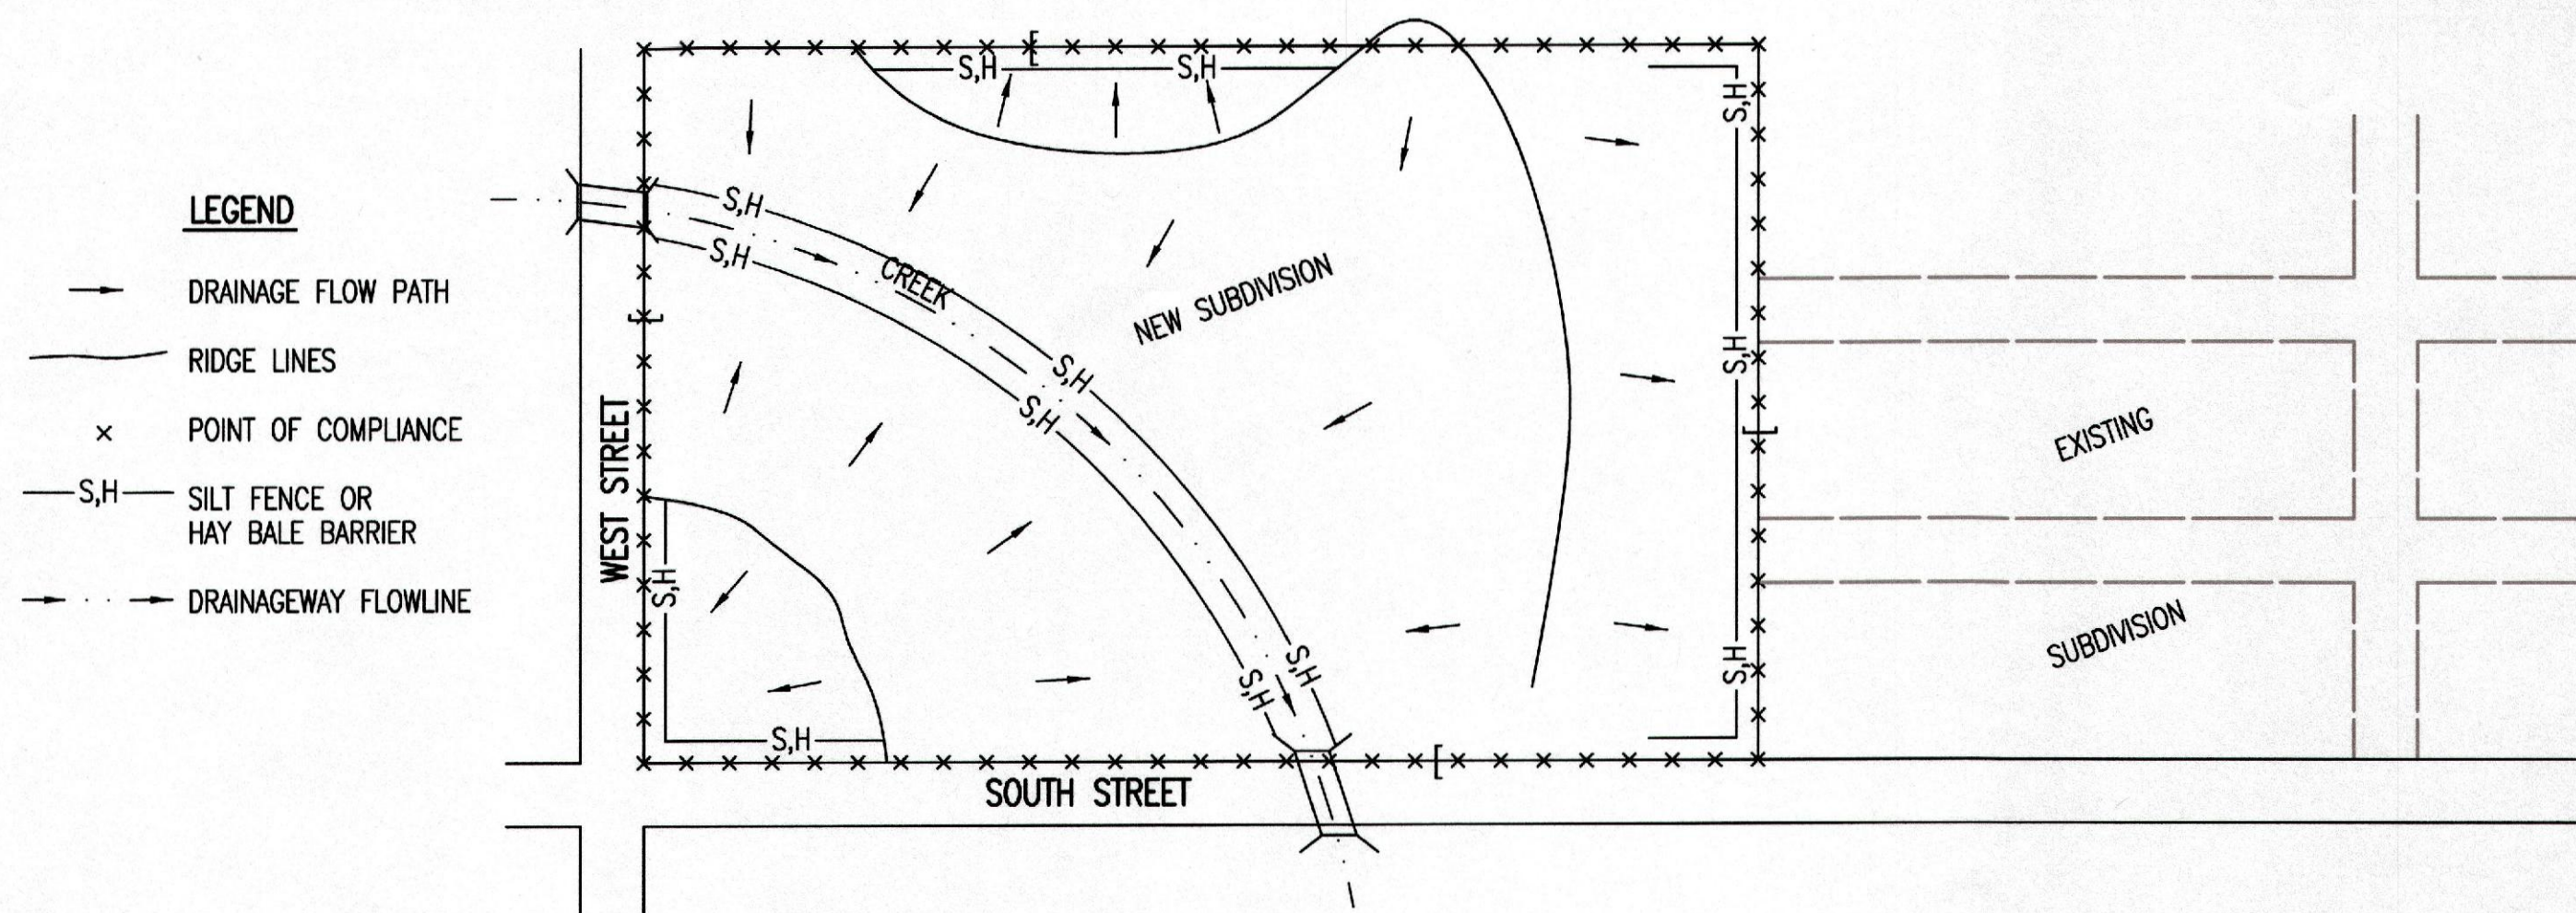 LEGEND
DRAINAGE FLOW PATH
RIDGE LINES
POINT OF COMPLIANCE
S,H
SILT FENCE OR
HAY BALE BARRIER
DRAINAGEWAY FLOWLINE
S,H
S,H
S,H
S,H
S,H
CREEK
NEW SUBDIVISION
S,H
S,H
S,H
WEST STREET
S,H
S,H
S,H
S,H
S,H
S,H
SOUTH STREET
EXISTING
SUBDIVISION